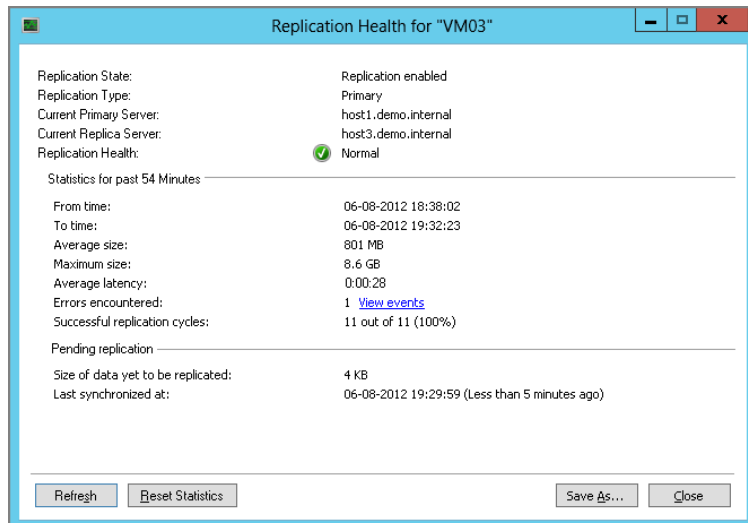 Replication Health for "VM03"
Replication State: Replication enabled
Replication Type: Primary
Current Primary Server: host1.demo.internal
Current Replica Server: host3.demo.internal
Replication Health: Normal
Statistics for past 54 Minutes
From time: 06-08-2012 18:38:02
To time: 06-08-2012 19:32:23
Average size: 801 MB
Maximum size: 8.6 GB
Average latency: 0:00:28
Errors encountered: 1 View events
Successful replication cycles: 11 out of 11 (100%)
Pending replication
Size of data yet to be replicated: 4 KB
Last synchronized at: 06-08-2012 19:29:59 (Less than 5 minutes ago)
Refresh Reset Statistics Save As... Close